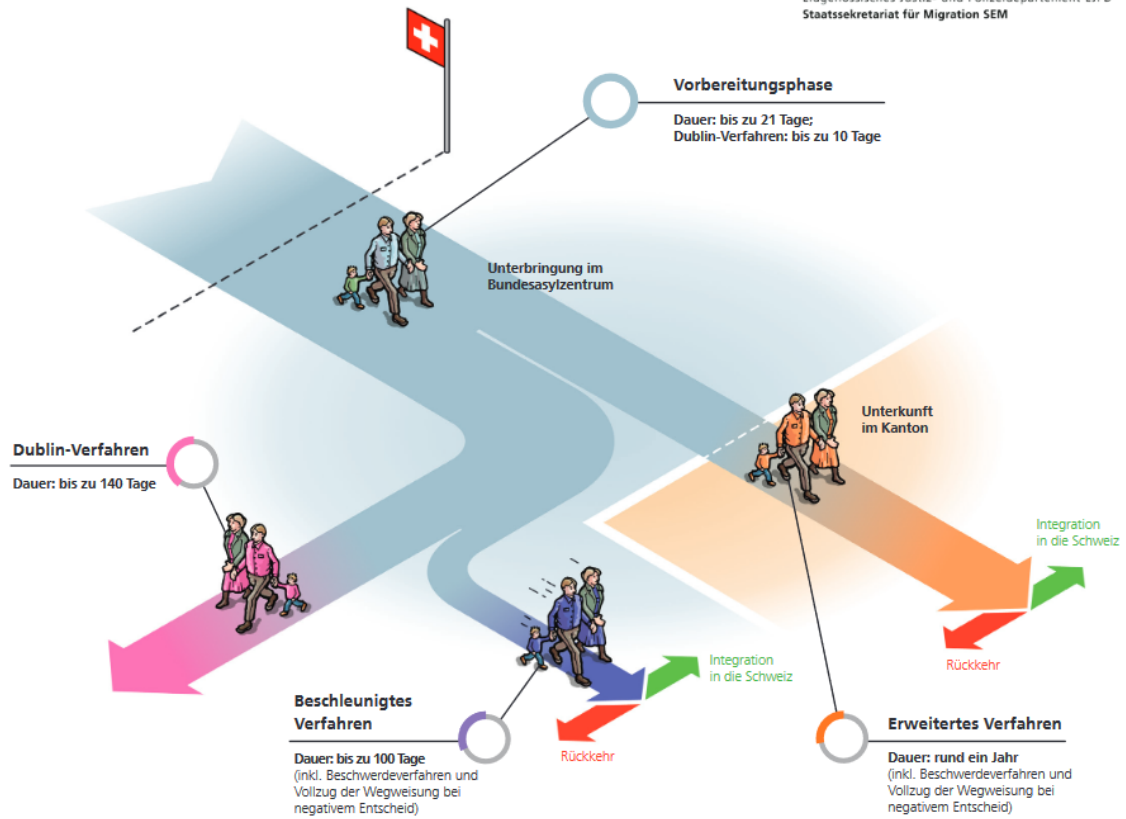 Staatssekretariat für Migration SEM
Vorbereitungsphase
Dauer: bis zu 21 Tage;
Dublin-Verfahren: bis zu 10 Tage
Unterbringung im
Bundesasylzentrum
Unterkunft
im Kanton
Dublin-Verfahren
Dauer: bis zu 140 Tage
Integration
in die Schweiz
Rückkehr
Integration
in die Schweiz
Rückkehr
Beschleunigtes
Verfahren
Dauer: bis zu 100 Tage
(inkl. Beschwerdeverfahren und
Vollzug der Wegweisung bei
negativem Entscheid)
Erweitertes Verfahren
Dauer: rund ein Jahr
(inkl. Beschwerdeverfahren und
Vollzug der Wegweisung bei
negativem Entscheid)